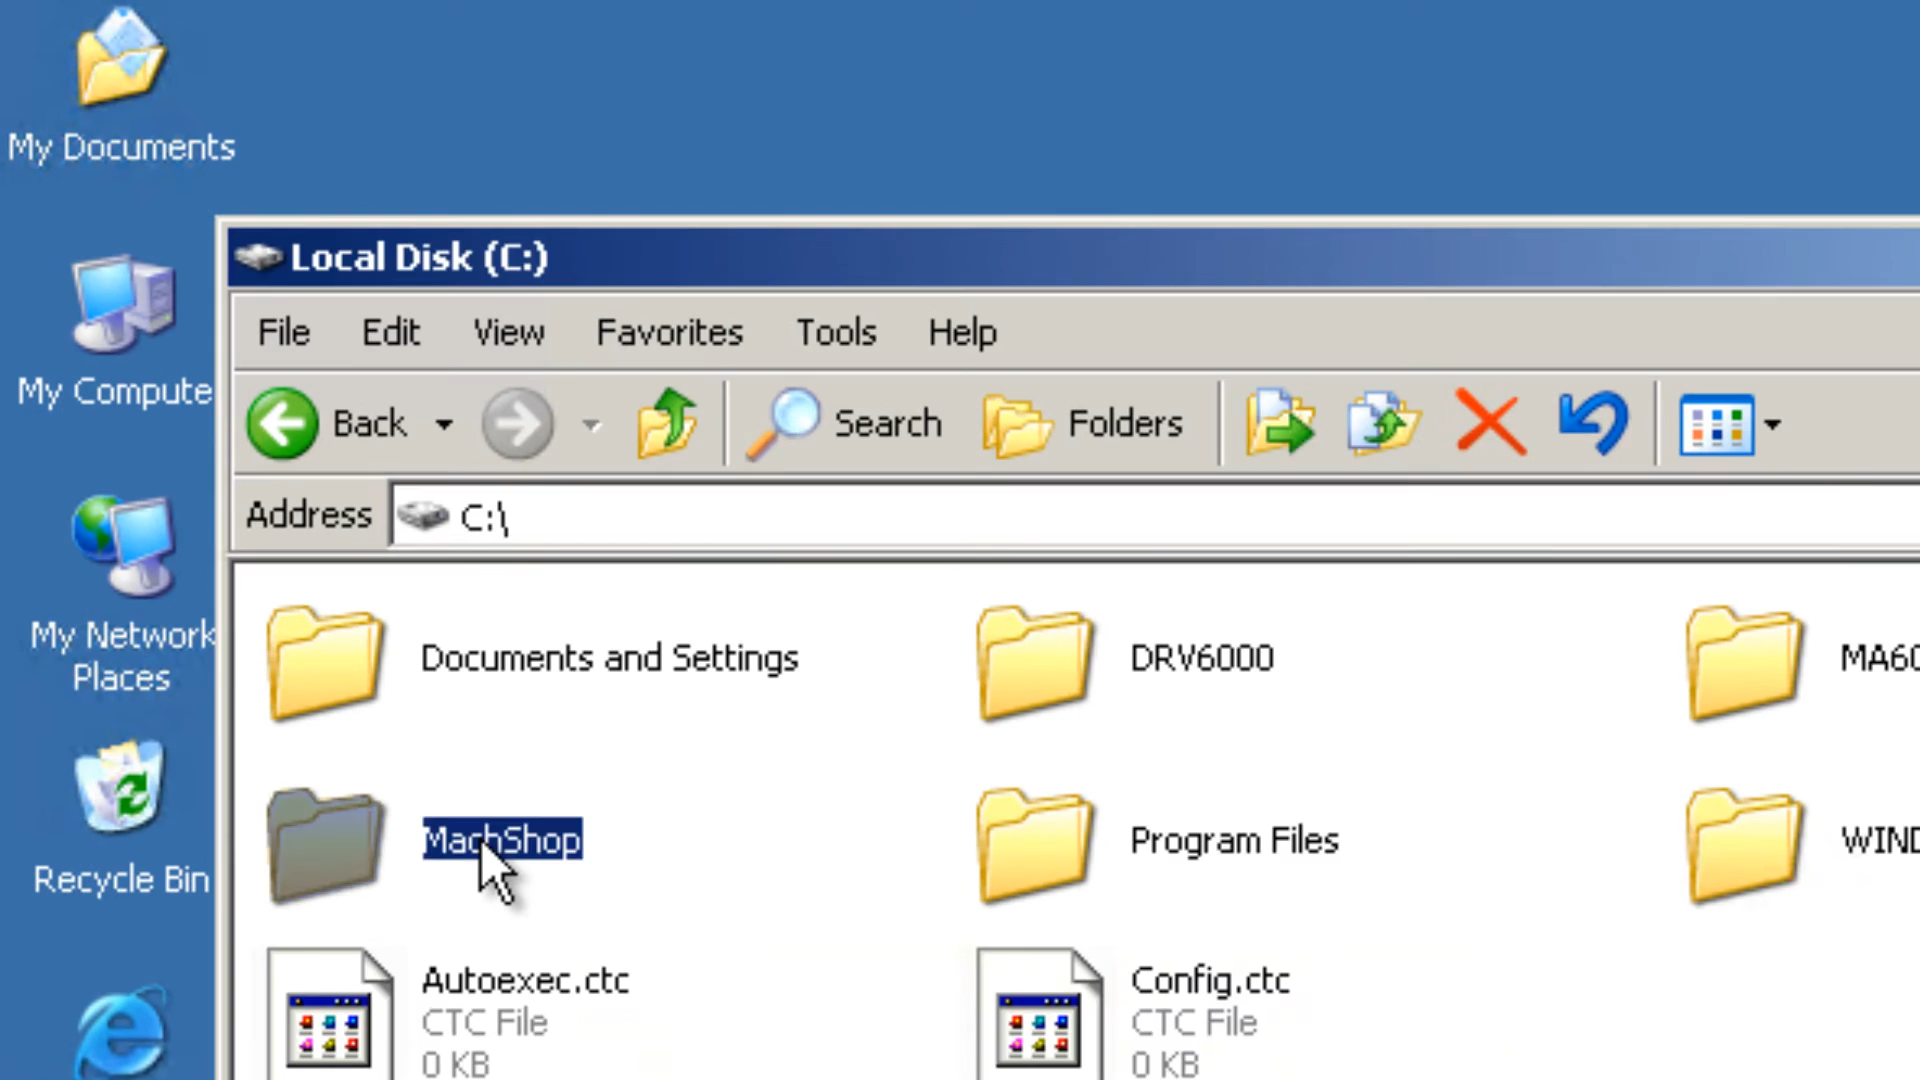 My Documents
Local Disk (C:)
File Edit View Favorites Tools Help
My Compute
Back Search Folders
Address C:\
My Network
Places
Documents and Settings
DRV6000
MA60
MachShop
Program Files
WIND
Recycle Bin
Autoexec.ctc
CTC File
0 KB
Config.ctc
CTC File
0 KB